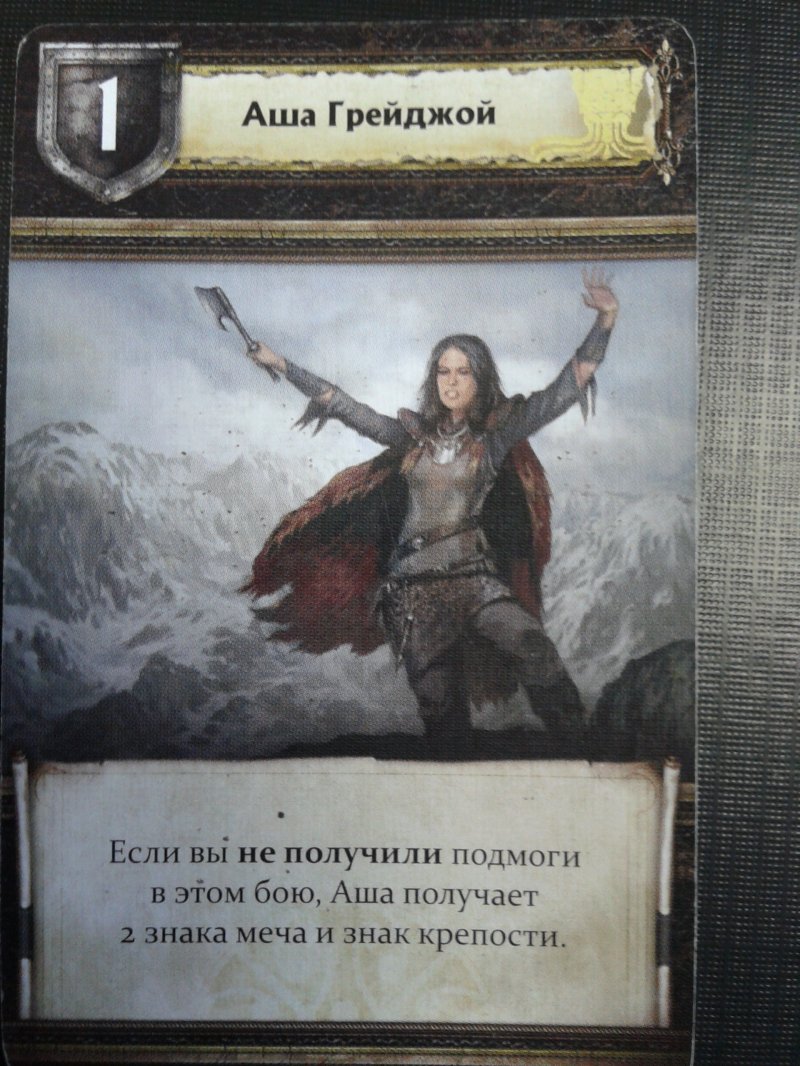 1
Аша Грейджой
Если вы не получили подмоги
в этом бою, Аша получает
2 знака меча и знак крепости.